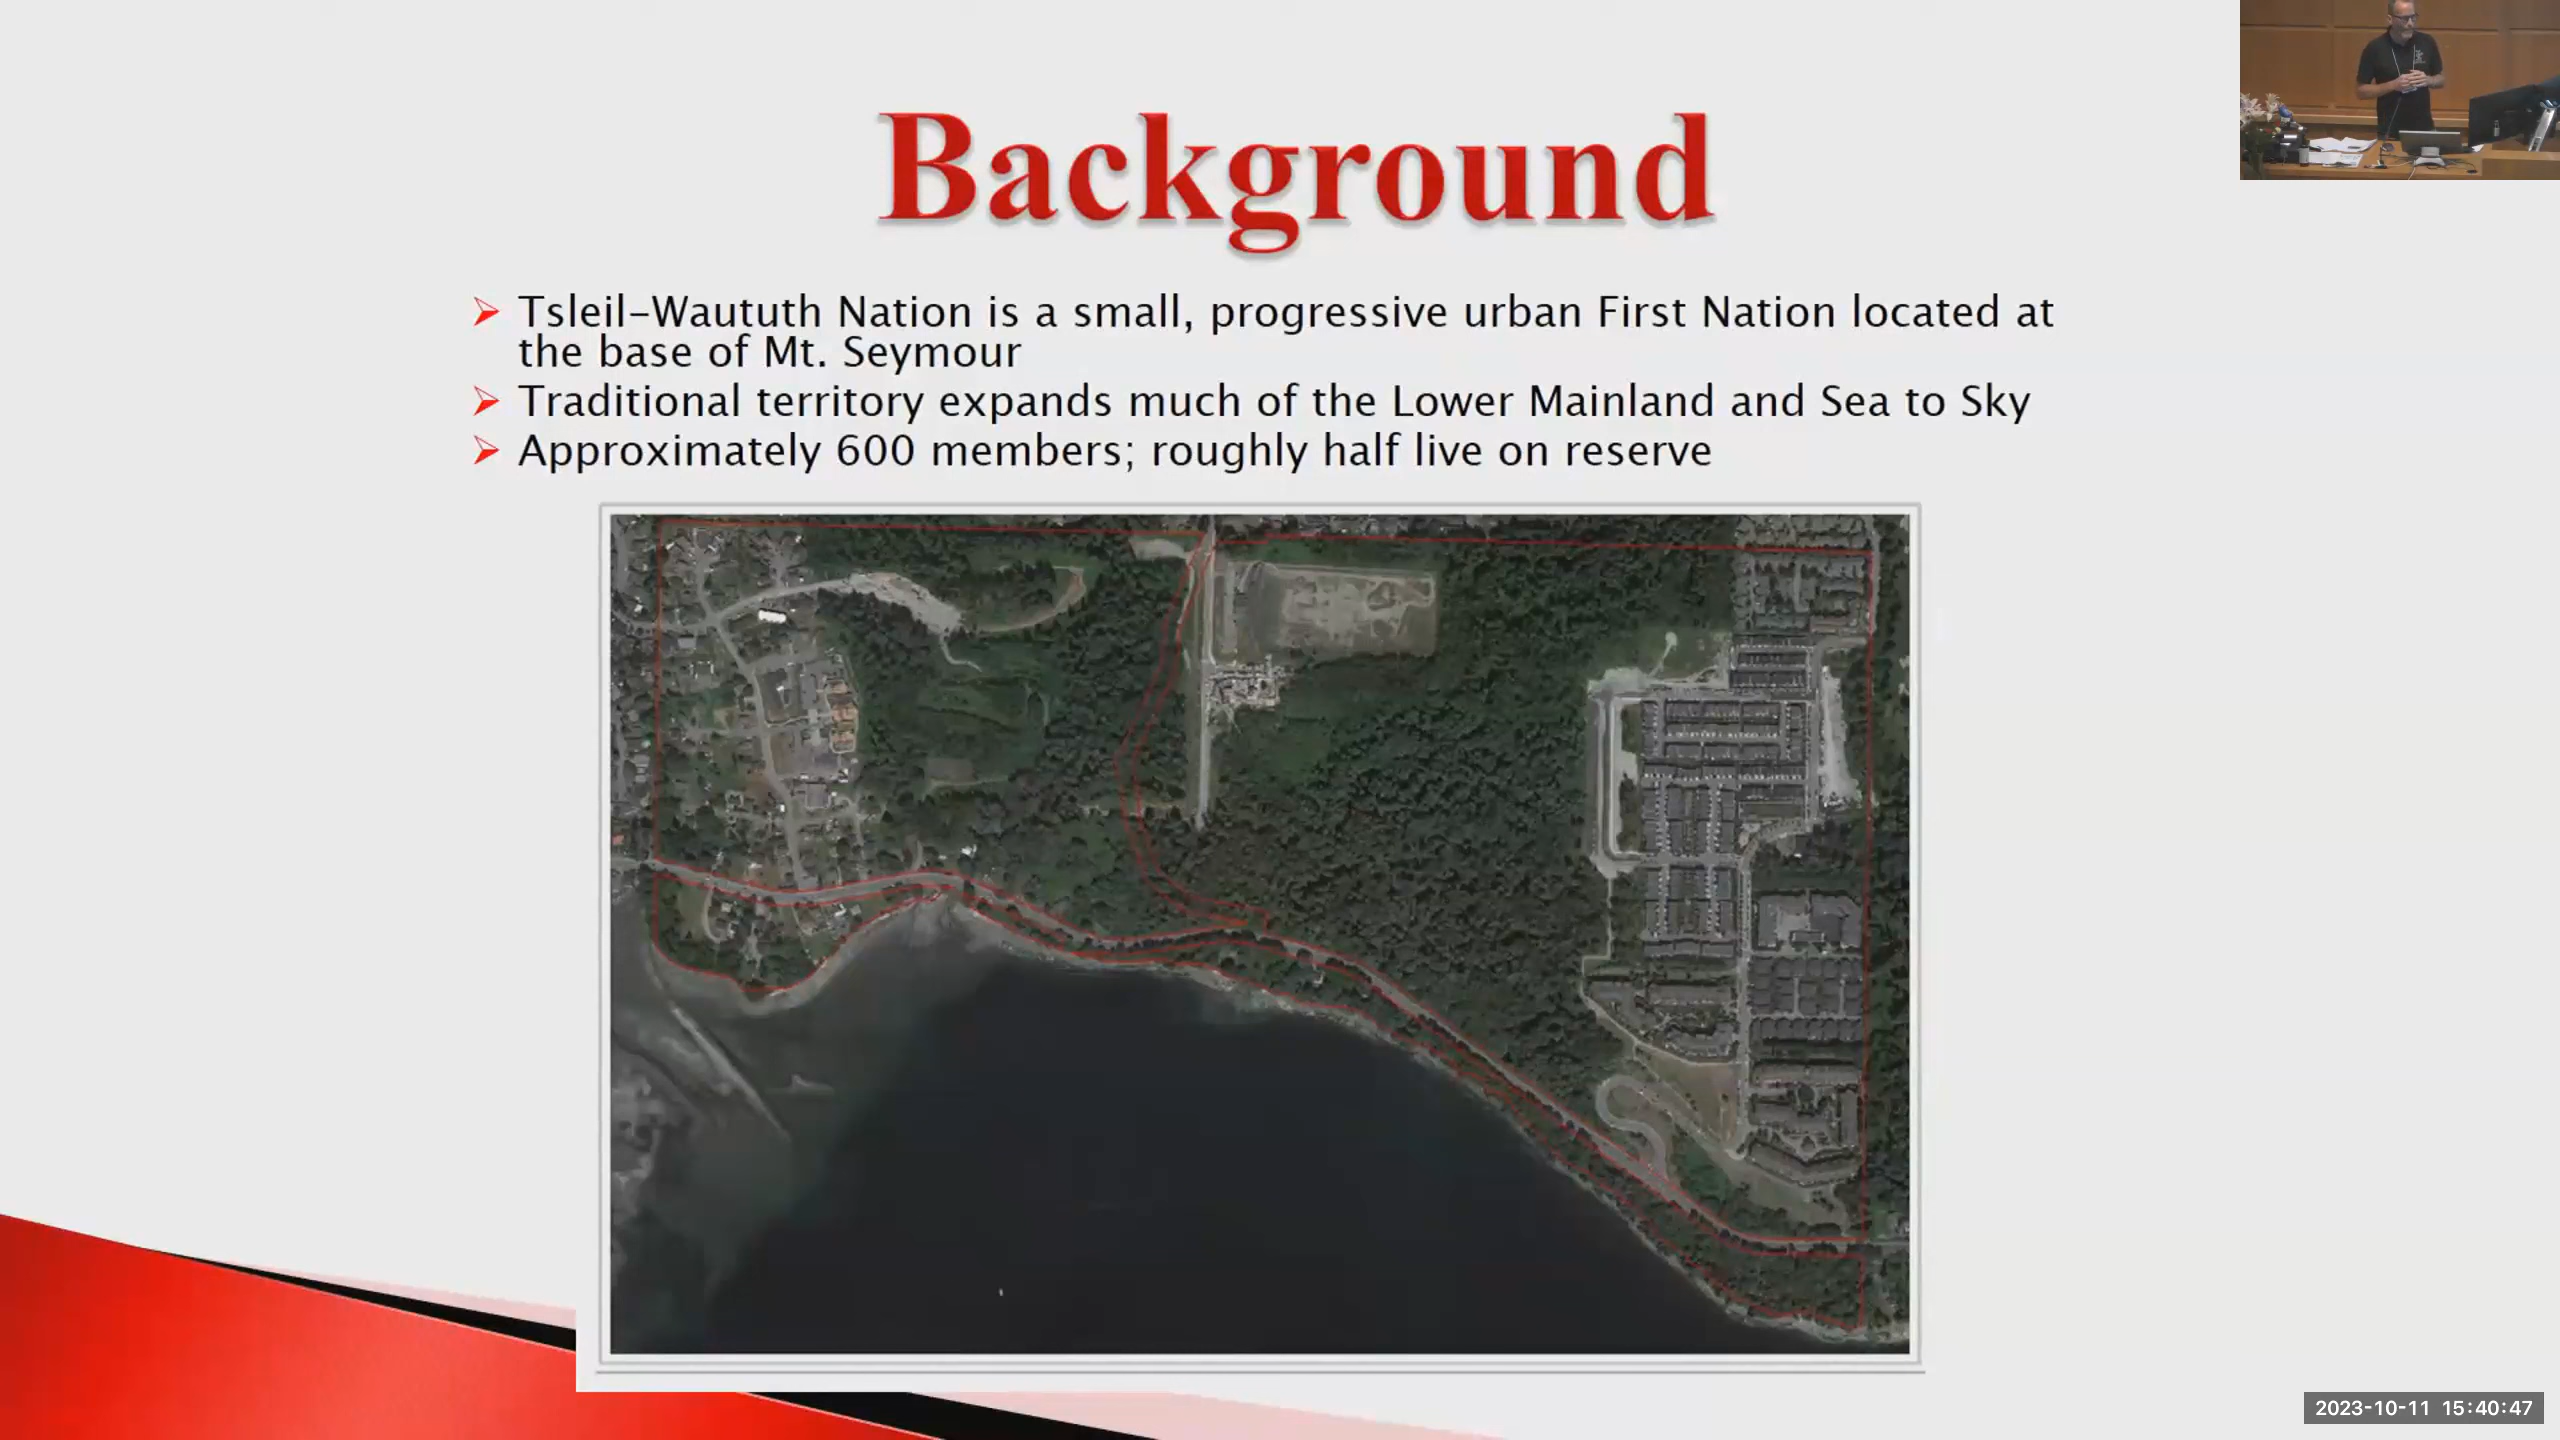 Background
Tsleil-Waututh Nation is a small, progressive urban First Nation located at
the base of Mt. Seymour
Traditional territory expands much of the Lower Mainland and Sea to Sky
Approximately 600 members; roughly half live on reserve
2023-10-11 15:40:47